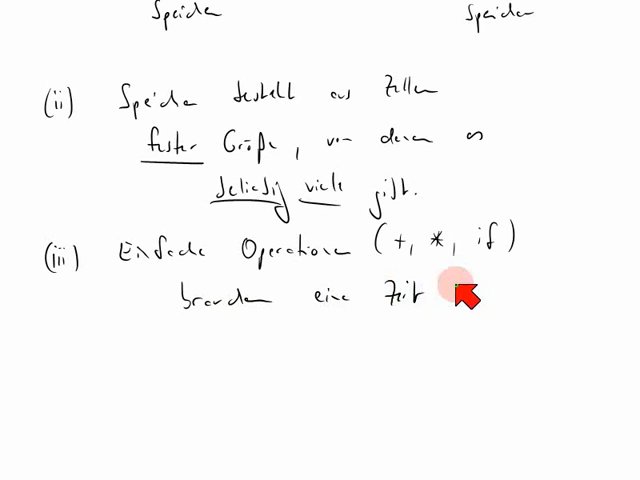 Speicher Speicher
(ii) Speicher besteht aus Zellen
fester Größe, von denen es
beliebig viele gibt.
(iii) Einfache Operationen (+, *, if)
brauchen eine Zeit